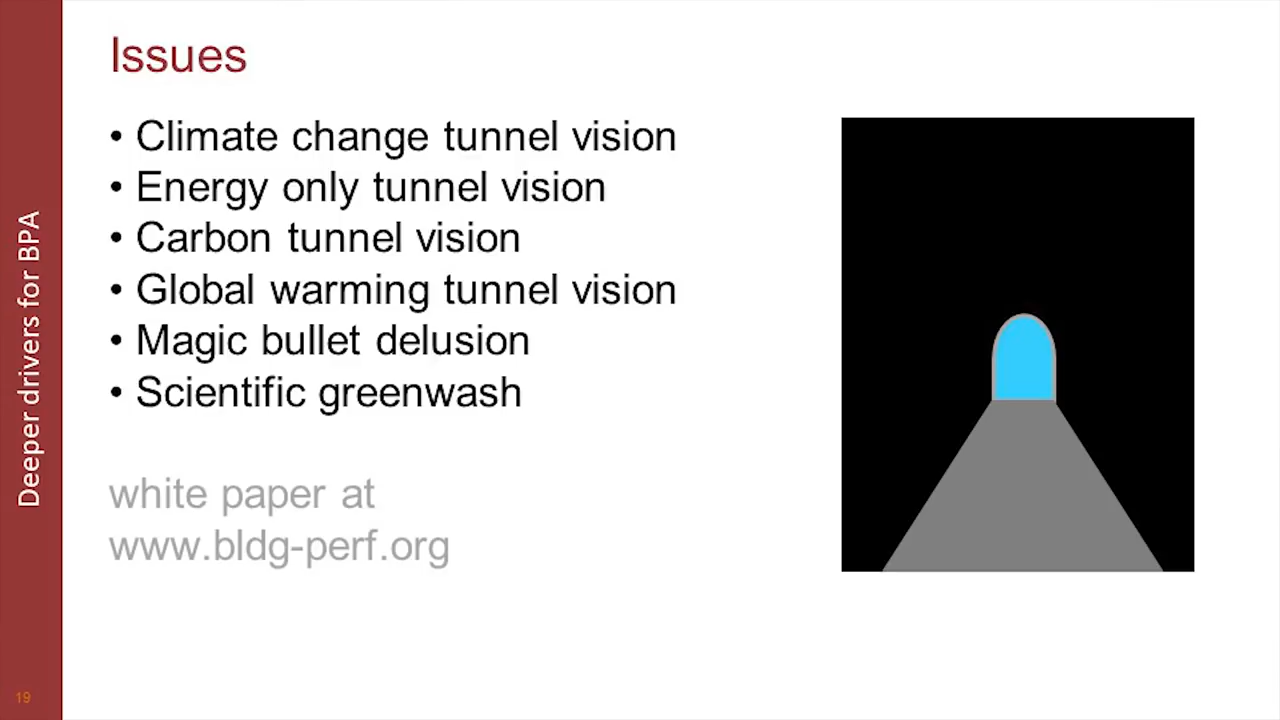 Issues
• Climate change tunnel vision
• Energy only tunnel vision
• Carbon tunnel vision
• Global warming tunnel vision
• Magic bullet delusion
• Scientific greenwash
white paper at
www.bldg-perf.org
Deeper drivers for BPA
19